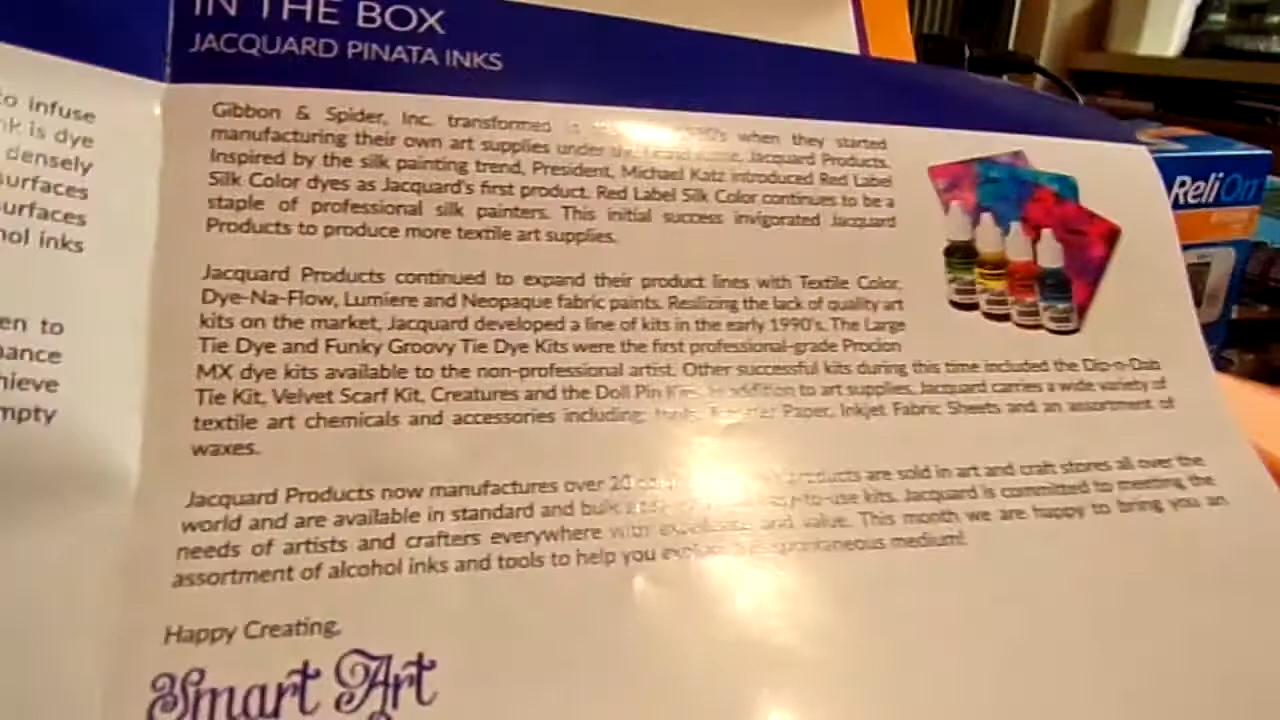 IN THE BOX
JACQUARD PINATA INKS
to infuse
nk is dye
densely
surfaces
surfaces
hol inks
en to
mance
hieve
mpty
Gibbon & Spider, Inc. transformed when they started
manufacturing their own art supplies under Jacquard Products.
Inspired by the silk painting trend, President, Michael Katz introduced Red Label
Silk Color dyes as Jacquard's first product. Red Label Silk Color continues to be a
staple of professional silk painters. This initial success invigorated Jacquard
Products to produce more textile art supplies.
Jacquard Products continued to expand their product lines with Textile Color,
Dye-Na-Flow, Lumiere and Neopaque fabric paints. Realizing the lack of quality art
kits on the market, Jacquard developed a line of kits in the early 1990's. The Large
Tie Dye and Funky Groovy Tie Dye Kits were the first professional-grade Procion
MX dye kits available to the non-professional artist. Other successful kits during this time included the Dip-n-Dab
Tie Kit, Velvet Scarf Kit, Creatures and the Doll Pin addition to art supplies, Jacquard carries a wide variety of
textile art chemicals and accessories including: Paper, Inkjet Fabric Sheets and an assortment of
waxes.
Jacquard Products now manufactures over products are sold in art and craft stores all over the
world and are available in standard and bulk kits. Jacquard is committed to meeting the
needs of artists and crafters everywhere with excellence and value. This month we are happy to bring you an
assortment of alcohol inks and tools to help you spontaneous medium!
Happy Creating,
Smart Art
ReliOn